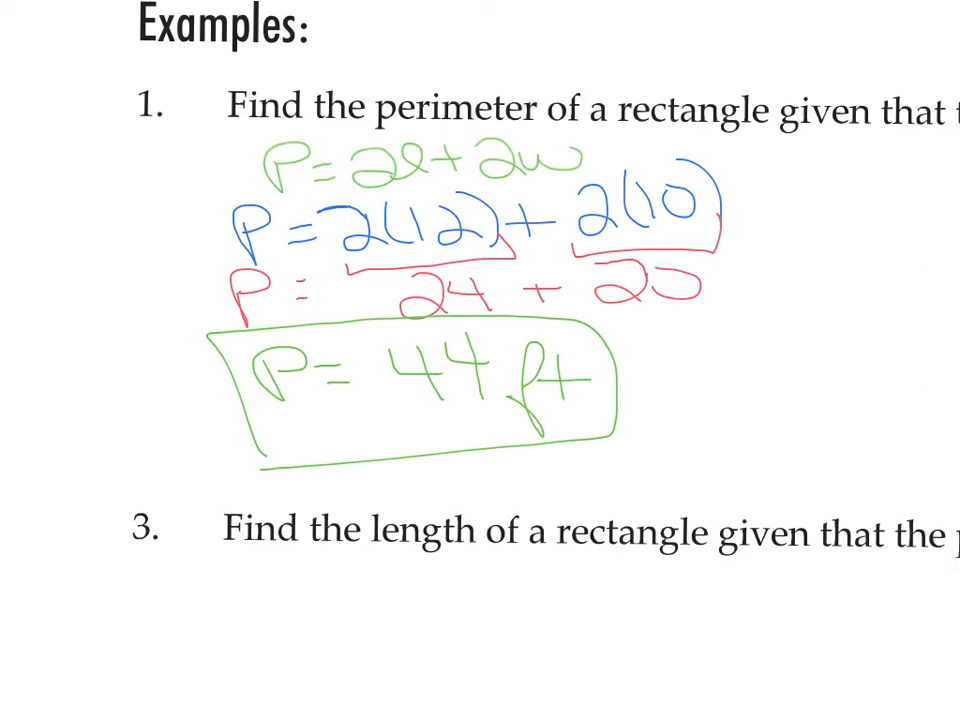 Examples:
1. Find the perimeter of a rectangle given that
P = 2l + 2w
P = 2(12) + 2(10)
P = 24 + 20
P = 44 ft
3. Find the length of a rectangle given that the